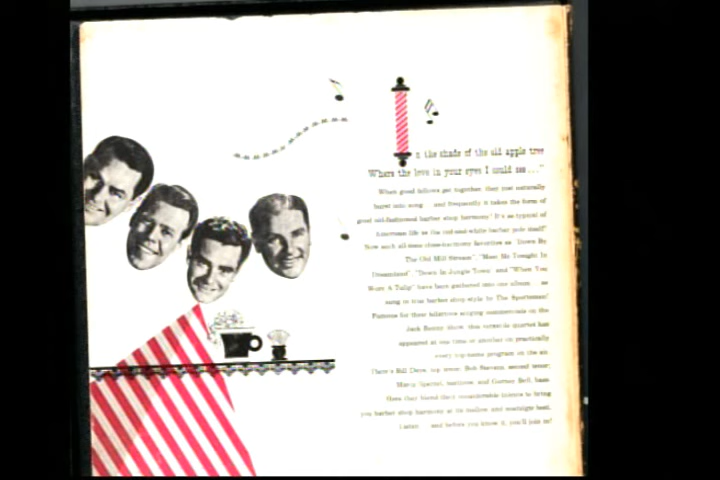 In the shade of the old apple tree
Where the love in your eyes I could see . . ."
When good fellows get together, they just naturally
burst into song and frequently it takes the form of
good old-fashioned barber shop harmony! It's as typical of
American life as the red-and-white barber pole itself!
Now such all-time close-harmony favorites as "Down By
The Old Mill Stream", "Meet Me Tonight In
Dreamland", "Down In Jungle Town" and "When You
Wore A Tulip" have been gathered into one album as
sung in true barber shop style by The Sportsmen!
Famous for their hilarious singing commercials on the
Jack Benny show, this versatile quartet has
appeared at one time or another on practically
every top-name program on the air.
There's Bill Days, top tenor; Bob Stevens, second tenor;
Marty Sperzel, baritone; and Gurney Bell, bass.
Here they blend their considerable talents to bring
you barber shop harmony at its mellow and nostalgic best.
Listen and before you know it, you'll join in!